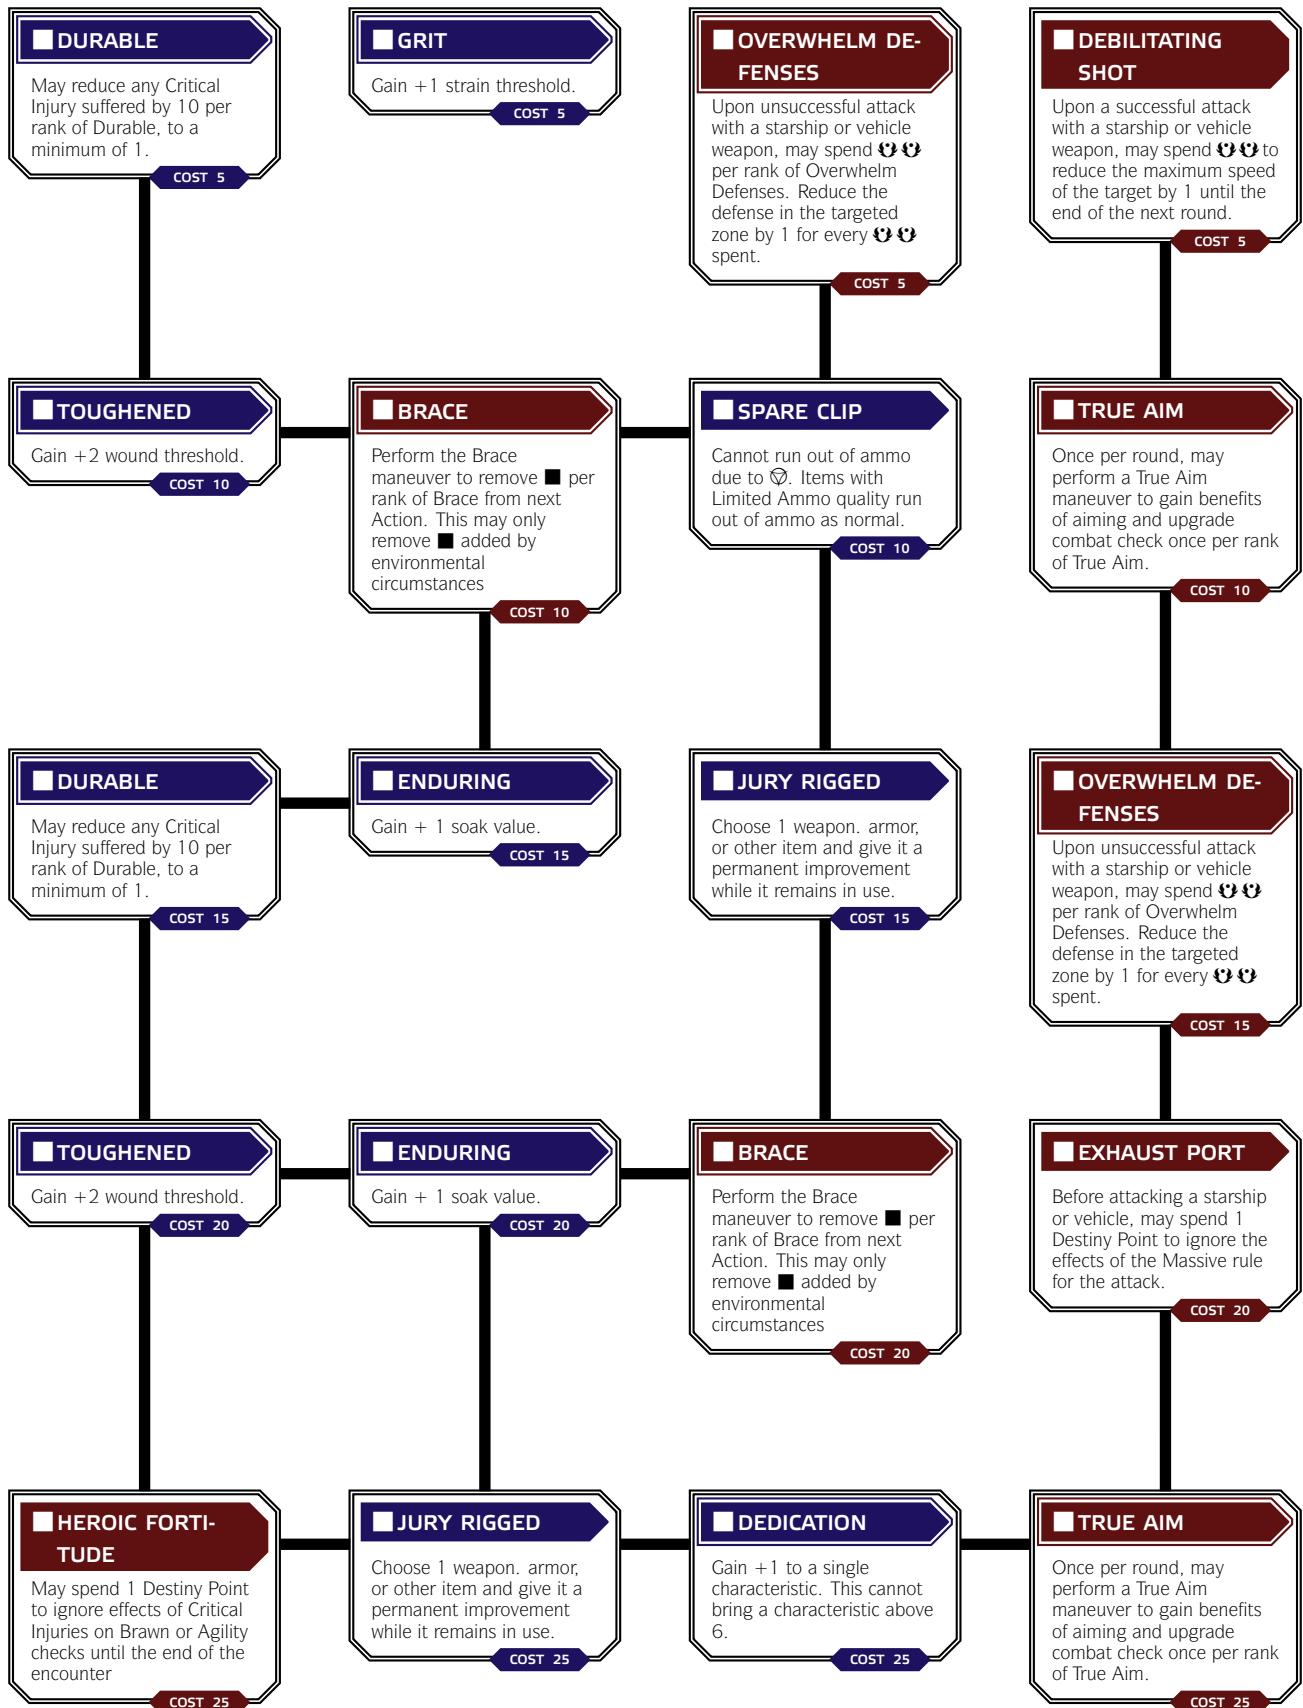 DURABLE
May reduce any Critical
Injury suffered by 10 per
rank of Durable, to a
minimum of 1.
COST 5
GRIT
Gain +1 strain threshold.
COST 5
OVERWHELM DE-
FENSES
Upon unsuccessful attack
with a starship or vehicle
weapon, may spend
per rank of Overwhelm
Defenses. Reduce the
defense in the targeted
zone by 1 for every
spent.
COST 5
DEBILITATING
SHOT
Upon a successful attack
with a starship or vehicle
weapon, may spend to
reduce the maximum speed
of the target by 1 until the
end of the next round.
COST 5
TOUGHENED
Gain +2 wound threshold.
COST 10
BRACE
Perform the Brace
maneuver to remove ■ per
rank of Brace from next
Action. This may only
remove ■ added by
environmental
circumstances
COST 10
SPARE CLIP
Cannot run out of ammo
due to . Items with
Limited Ammo quality run
out of ammo as normal.
COST 10
TRUE AIM
Once per round, may
perform a True Aim
maneuver to gain benefits
of aiming and upgrade
combat check once per rank
of True Aim.
COST 10
DURABLE
May reduce any Critical
Injury suffered by 10 per
rank of Durable, to a
minimum of 1.
COST 15
ENDURING
Gain + 1 soak value.
COST 15
JURY RIGGED
Choose 1 weapon. armor,
or other item and give it a
permanent improvement
while it remains in use.
COST 15
OVERWHELM DE-
FENSES
Upon unsuccessful attack
with a starship or vehicle
weapon, may spend
per rank of Overwhelm
Defenses. Reduce the
defense in the targeted
zone by 1 for every
spent.
COST 15
TOUGHENED
Gain +2 wound threshold.
COST 20
ENDURING
Gain + 1 soak value.
COST 20
BRACE
Perform the Brace
maneuver to remove ■ per
rank of Brace from next
Action. This may only
remove ■ added by
environmental
circumstances
COST 20
EXHAUST PORT
Before attacking a starship
or vehicle, may spend 1
Destiny Point to ignore the
effects of the Massive rule
for the attack.
COST 20
HEROIC FORTI-
TUDE
May spend 1 Destiny Point
to ignore effects of Critical
Injuries on Brawn or Agility
checks until the end of the
encounter
COST 25
JURY RIGGED
Choose 1 weapon. armor,
or other item and give it a
permanent improvement
while it remains in use.
COST 25
DEDICATION
Gain +1 to a single
characteristic. This cannot
bring a characteristic above
6.
COST 25
TRUE AIM
Once per round, may
perform a True Aim
maneuver to gain benefits
of aiming and upgrade
combat check once per rank
of True Aim.
COST 25